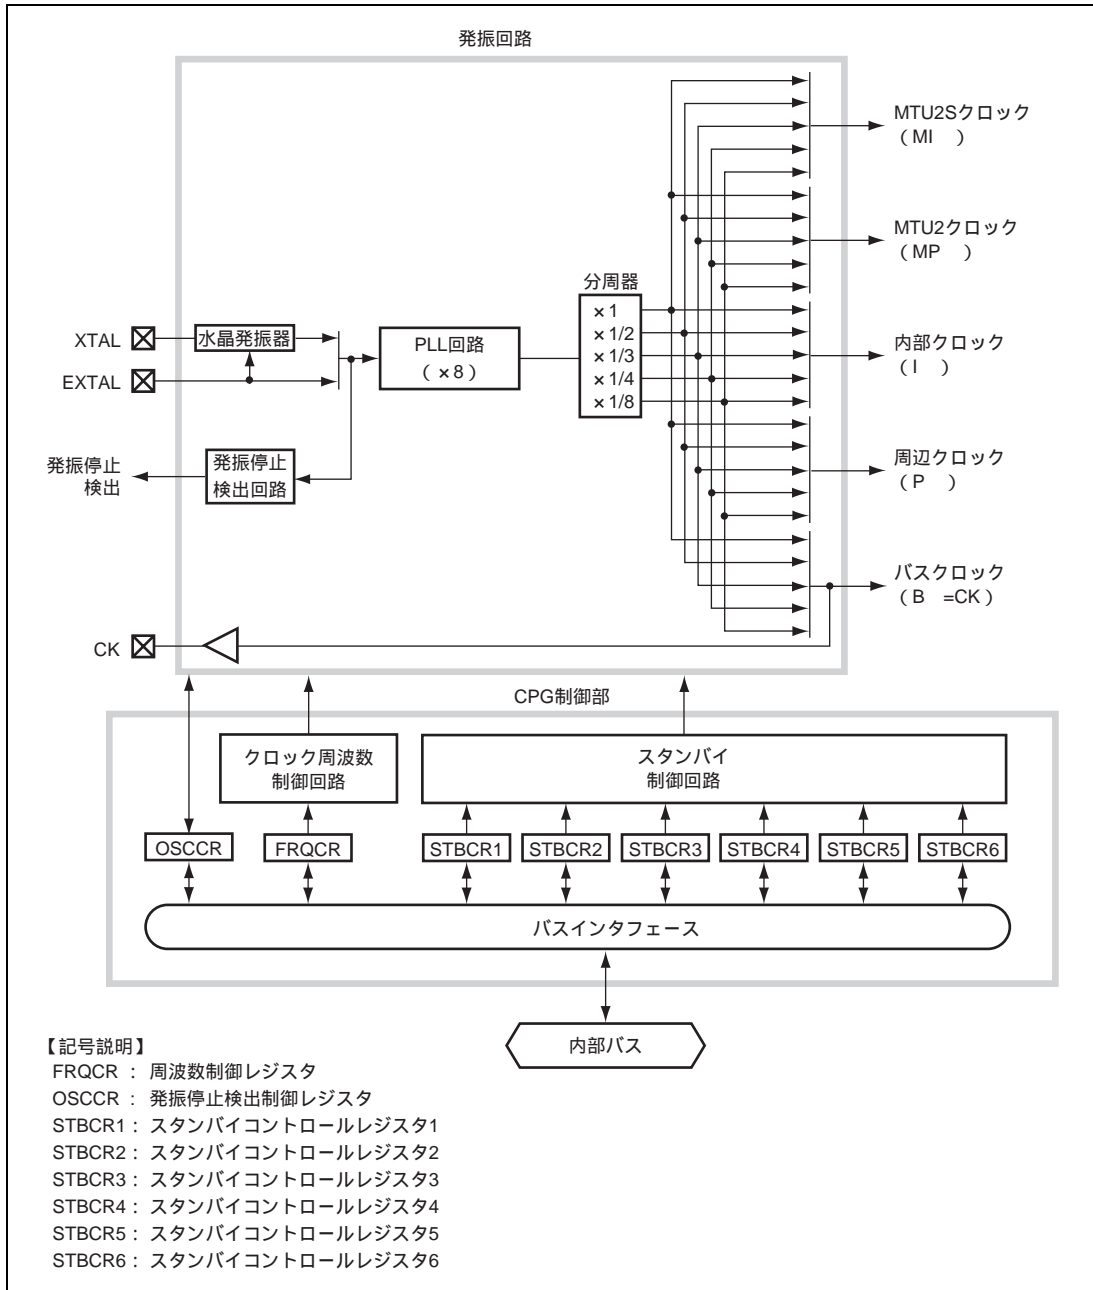 発振回路
MTU2Sクロック
（MI　）
MTU2クロック
（MP　）
分周器
×1
×1/2
×1/3
×1/4
×1/8
XTAL
水晶発振器
EXTAL
PLL回路
（×8）
内部クロック
（I　）
発振停止
検出
発振停止
検出回路
周辺クロック
（P　）
バスクロック
（B　=CK）
CK
CPG制御部
クロック周波数
制御回路
スタンバイ
制御回路
OSCCR
FRQCR
STBCR1
STBCR2
STBCR3
STBCR4
STBCR5
STBCR6
バスインタフェース
内部バス
【記号説明】
FRQCR : 周波数制御レジスタ
OSCCR : 発振停止検出制御レジスタ
STBCR1 : スタンバイコントロールレジスタ1
STBCR2 : スタンバイコントロールレジスタ2
STBCR3 : スタンバイコントロールレジスタ3
STBCR4 : スタンバイコントロールレジスタ4
STBCR5 : スタンバイコントロールレジスタ5
STBCR6 : スタンバイコントロールレジスタ6